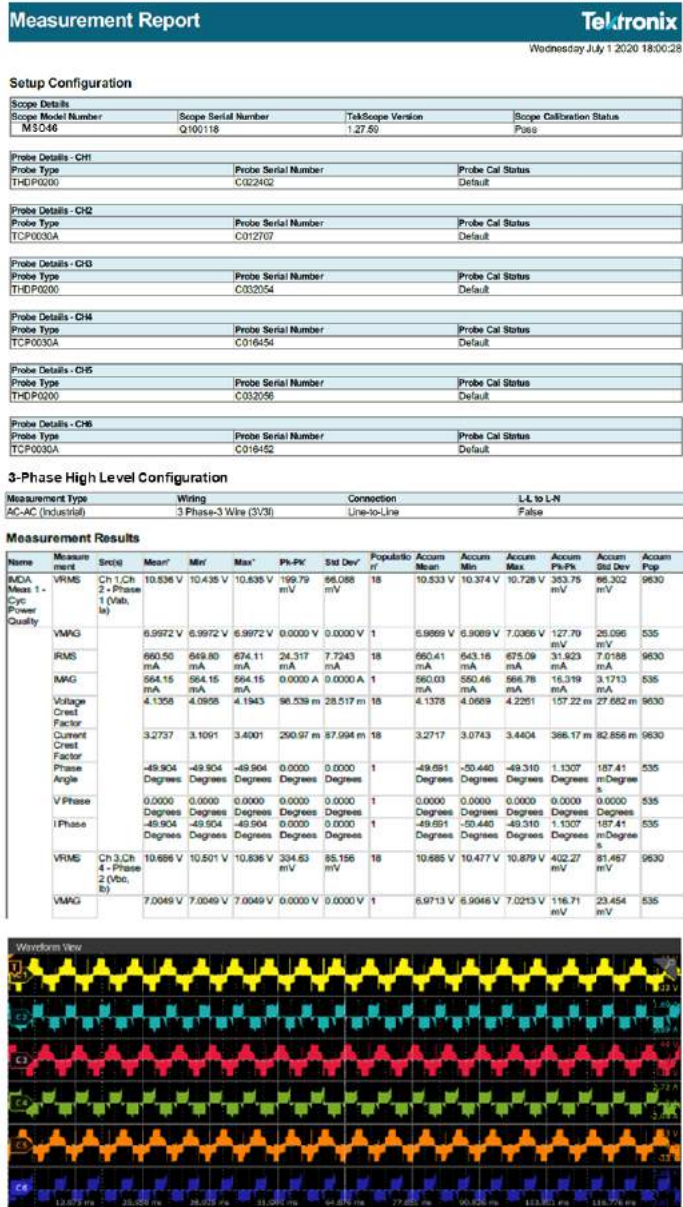 Measurement Report
Tektronix
Wednesday July 1 2020 18:00:28
Setup Configuration
Scope Details
Scope Model Number Scope Serial Number TekScope Version Scope Calibration Status
MSO46 Q100118 1.27.59 Pass
Probe Details - CH1
Probe Type Probe Serial Number Probe Cal Status
THDP0200 C022402 Default
Probe Details - CH2
Probe Type Probe Serial Number Probe Cal Status
TCP0030A C012707 Default
Probe Details - CH3
Probe Type Probe Serial Number Probe Cal Status
THDP0200 C032054 Default
Probe Details - CH4
Probe Type Probe Serial Number Probe Cal Status
TCP0030A C016454 Default
Probe Details - CH5
Probe Type Probe Serial Number Probe Cal Status
THDP0200 C032056 Default
Probe Details - CH6
Probe Type Probe Serial Number Probe Cal Status
TCP0030A C016452 Default
3-Phase High Level Configuration
Measurement Type Wiring Connection L-L to L-N
AC-AC (Industrial) 3 Phase-3 Wire (3V3I) Line-to-Line False
Measurement Results
Name Measure Src(s) Mean' Min' Max' Pk-Pk' Std Dev' Populatio Accum Accum Accum Accum Accum Accum
ment n' Mean Min Max Pk-Pk Std Dev Pop
IMDA VRMS Ch 1,Ch 10.536 V 10.435 V 10.635 V 199.79 66.088 18 10.533 V 10.374 V 10.728 V 353.75 66.302 9630
Meas 1 - 2 - Phase mV mV mV mV
Cyc 1 (Vab,
Power Ia)
Quality
VMAG 6.9972 V 6.9972 V 6.9972 V 0.0000 V 0.0000 V 1 6.9869 V 6.9089 V 7.0366 V 127.70 26.096 535
mV mV
IRMS 660.50 649.80 674.11 24.317 7.7243 18 660.41 643.16 675.09 31.923 7.0188 9630
mA mA mA mA mA mA mA mA mA mA
IMAG 564.15 564.15 564.15 0.0000 A 0.0000 A 1 560.03 550.46 566.78 16.319 3.1713 535
mA mA mA mA mA mA mA mA
Voltage 4.1358 4.0958 4.1943 98.539 m 28.517 m 18 4.1378 4.0689 4.2261 157.22 m 27.682 m 9630
Crest
Factor
Current 3.2737 3.1091 3.4001 290.97 m 87.994 m 18 3.2717 3.0743 3.4404 366.17 m 82.856 m 9630
Crest
Factor
Phase -49.904 -49.904 -49.904 0.0000 0.0000 1 -49.691 -50.440 -49.310 1.1307 187.41 535
Angle Degrees Degrees Degrees Degrees Degrees Degrees Degrees Degrees Degrees mDegree
s
V Phase 0.0000 0.0000 0.0000 0.0000 0.0000 1 0.0000 0.0000 0.0000 0.0000 0.0000 535
Degrees Degrees Degrees Degrees Degrees Degrees Degrees Degrees Degrees Degrees
I Phase -49.904 -49.904 -49.904 0.0000 0.0000 1 -49.691 -50.440 -49.310 1.1307 187.41 535
Degrees Degrees Degrees Degrees Degrees Degrees Degrees Degrees Degrees mDegree
s
VRMS Ch 3,Ch 10.686 V 10.501 V 10.836 V 334.63 85.156 18 10.685 V 10.477 V 10.879 V 402.27 81.467 9630
4 - Phase mV mV mV mV
2 (Vbc,
Ib)
VMAG 7.0049 V 7.0049 V 7.0049 V 0.0000 V 0.0000 V 1 6.9713 V 6.9046 V 7.0213 V 116.71 23.454 535
mV mV
Waveform View
C2
C3
C4
C5
C6